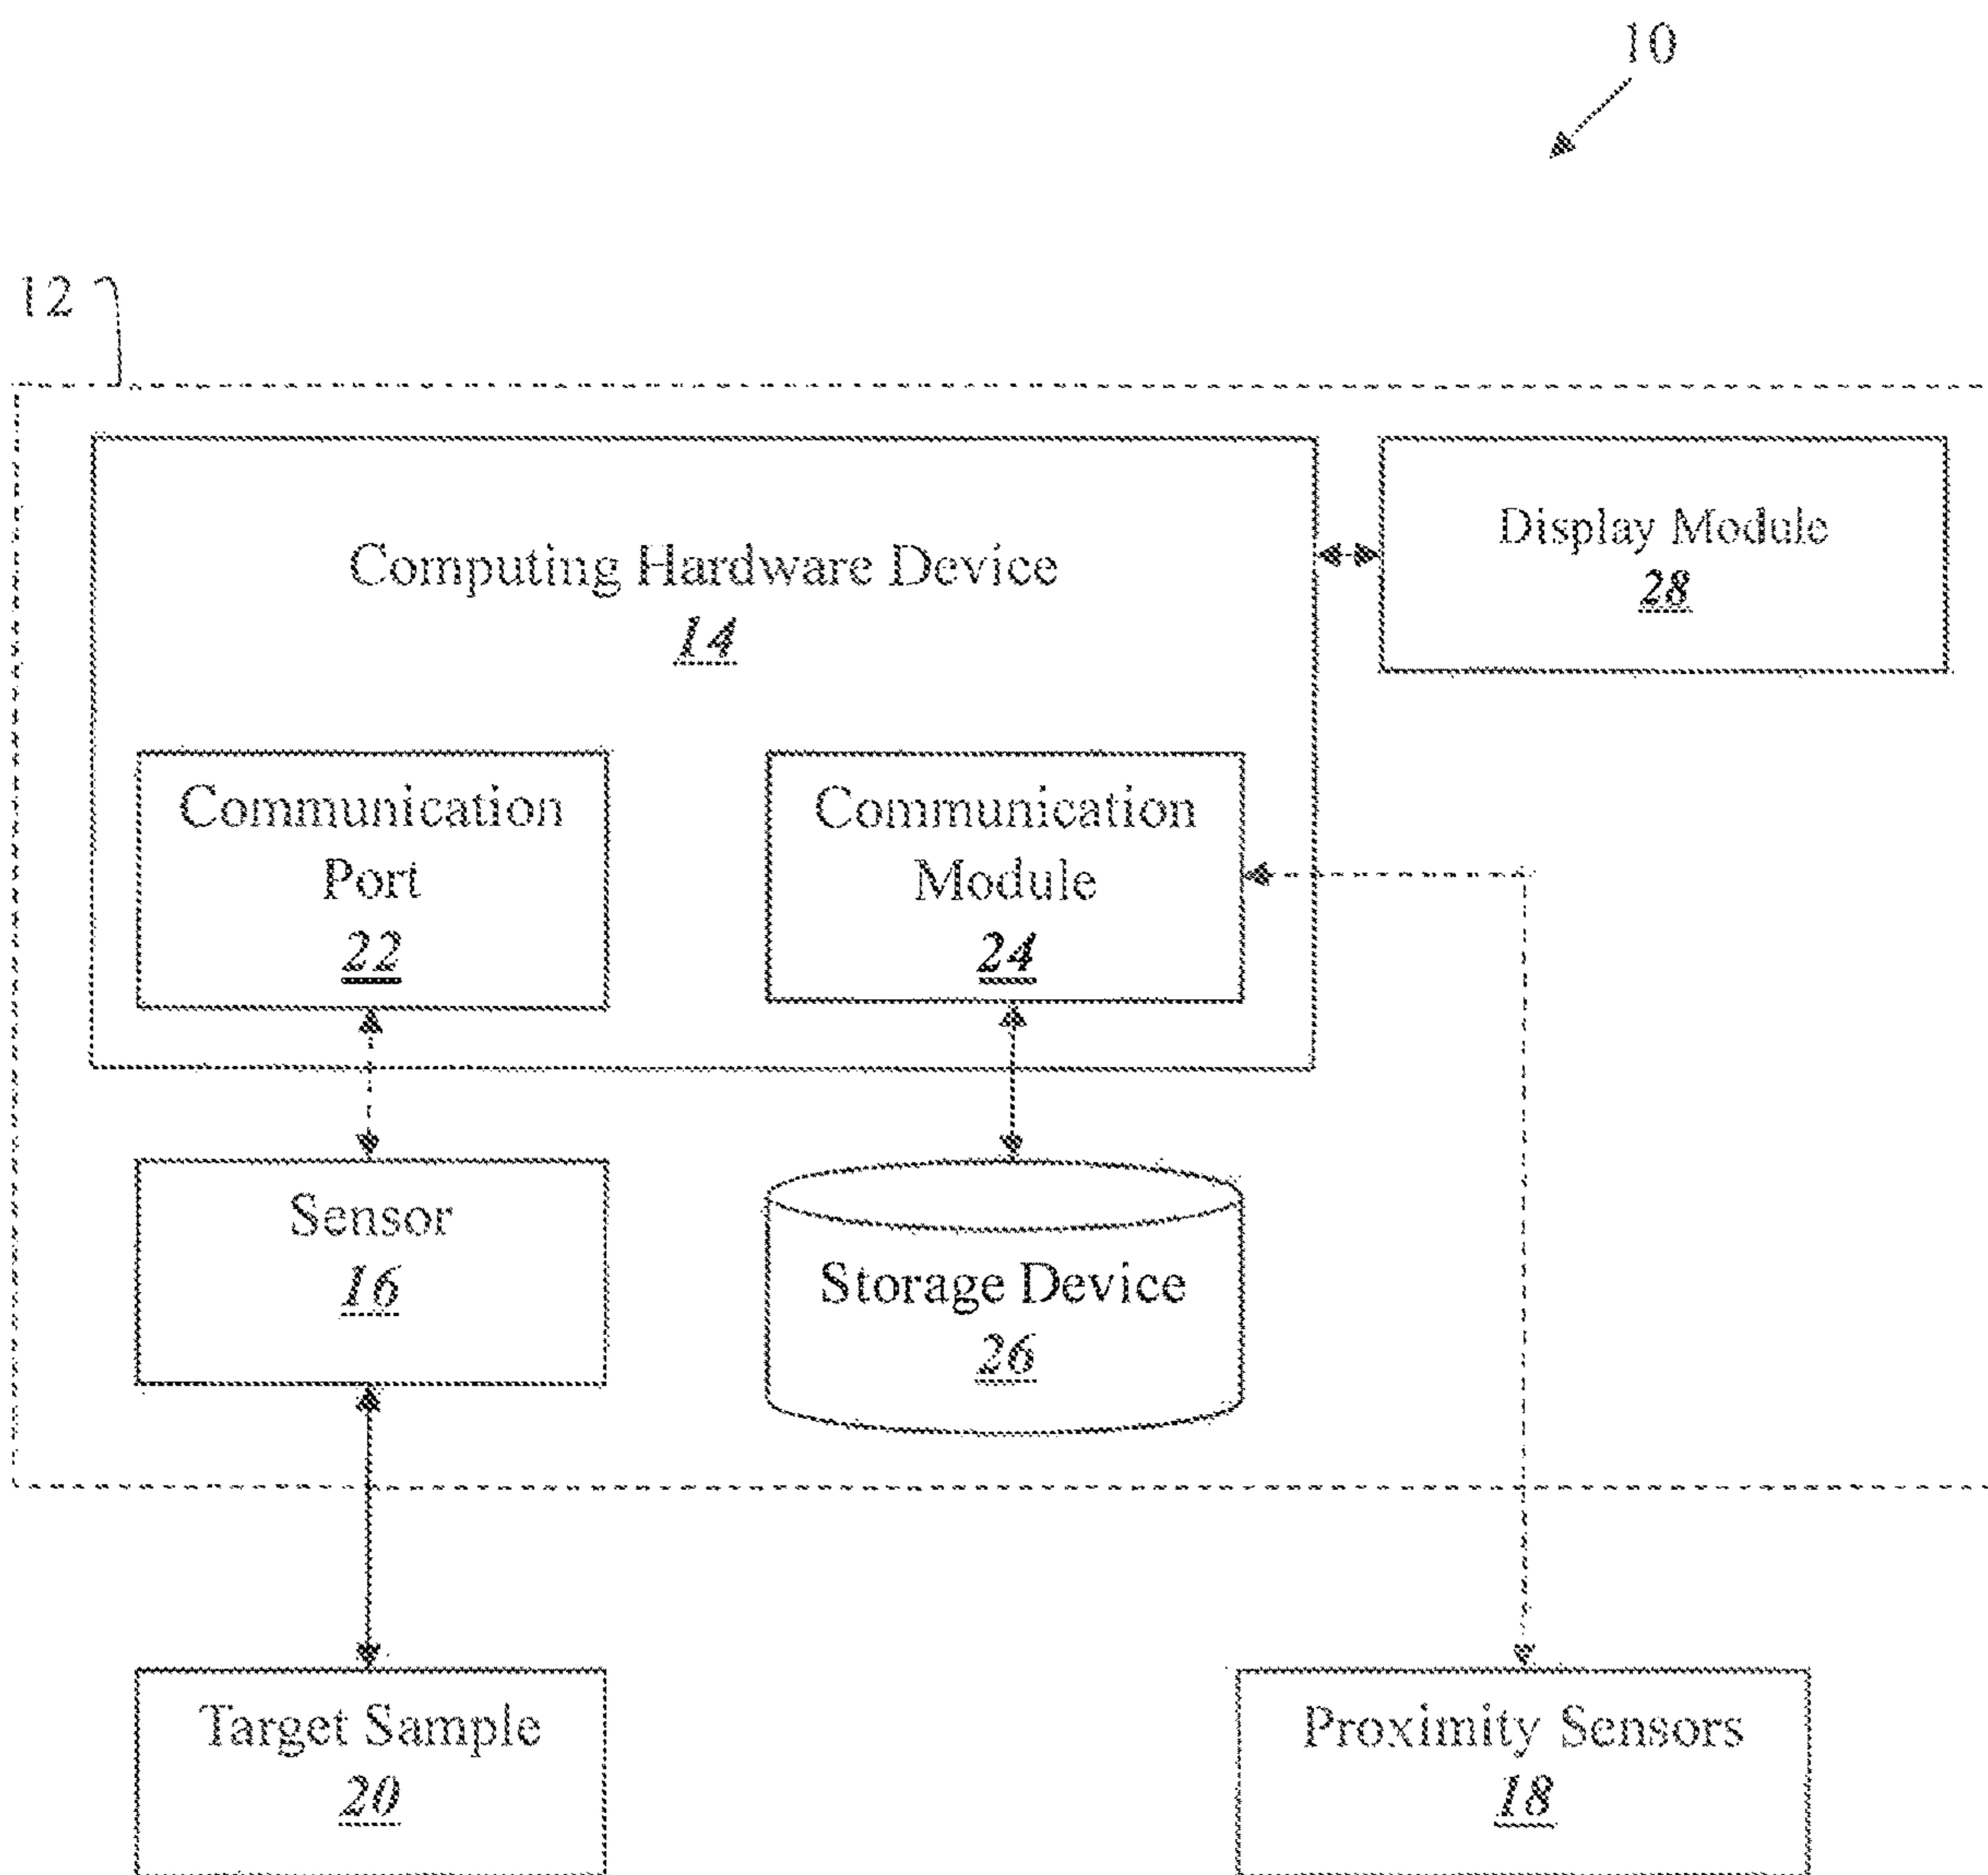 10
12
Computing Hardware Device
14
Display Module
28
Communication
Port
22
Communication
Module
24
Sensor
16
Storage Device
26
Target Sample
20
Proximity Sensors
18